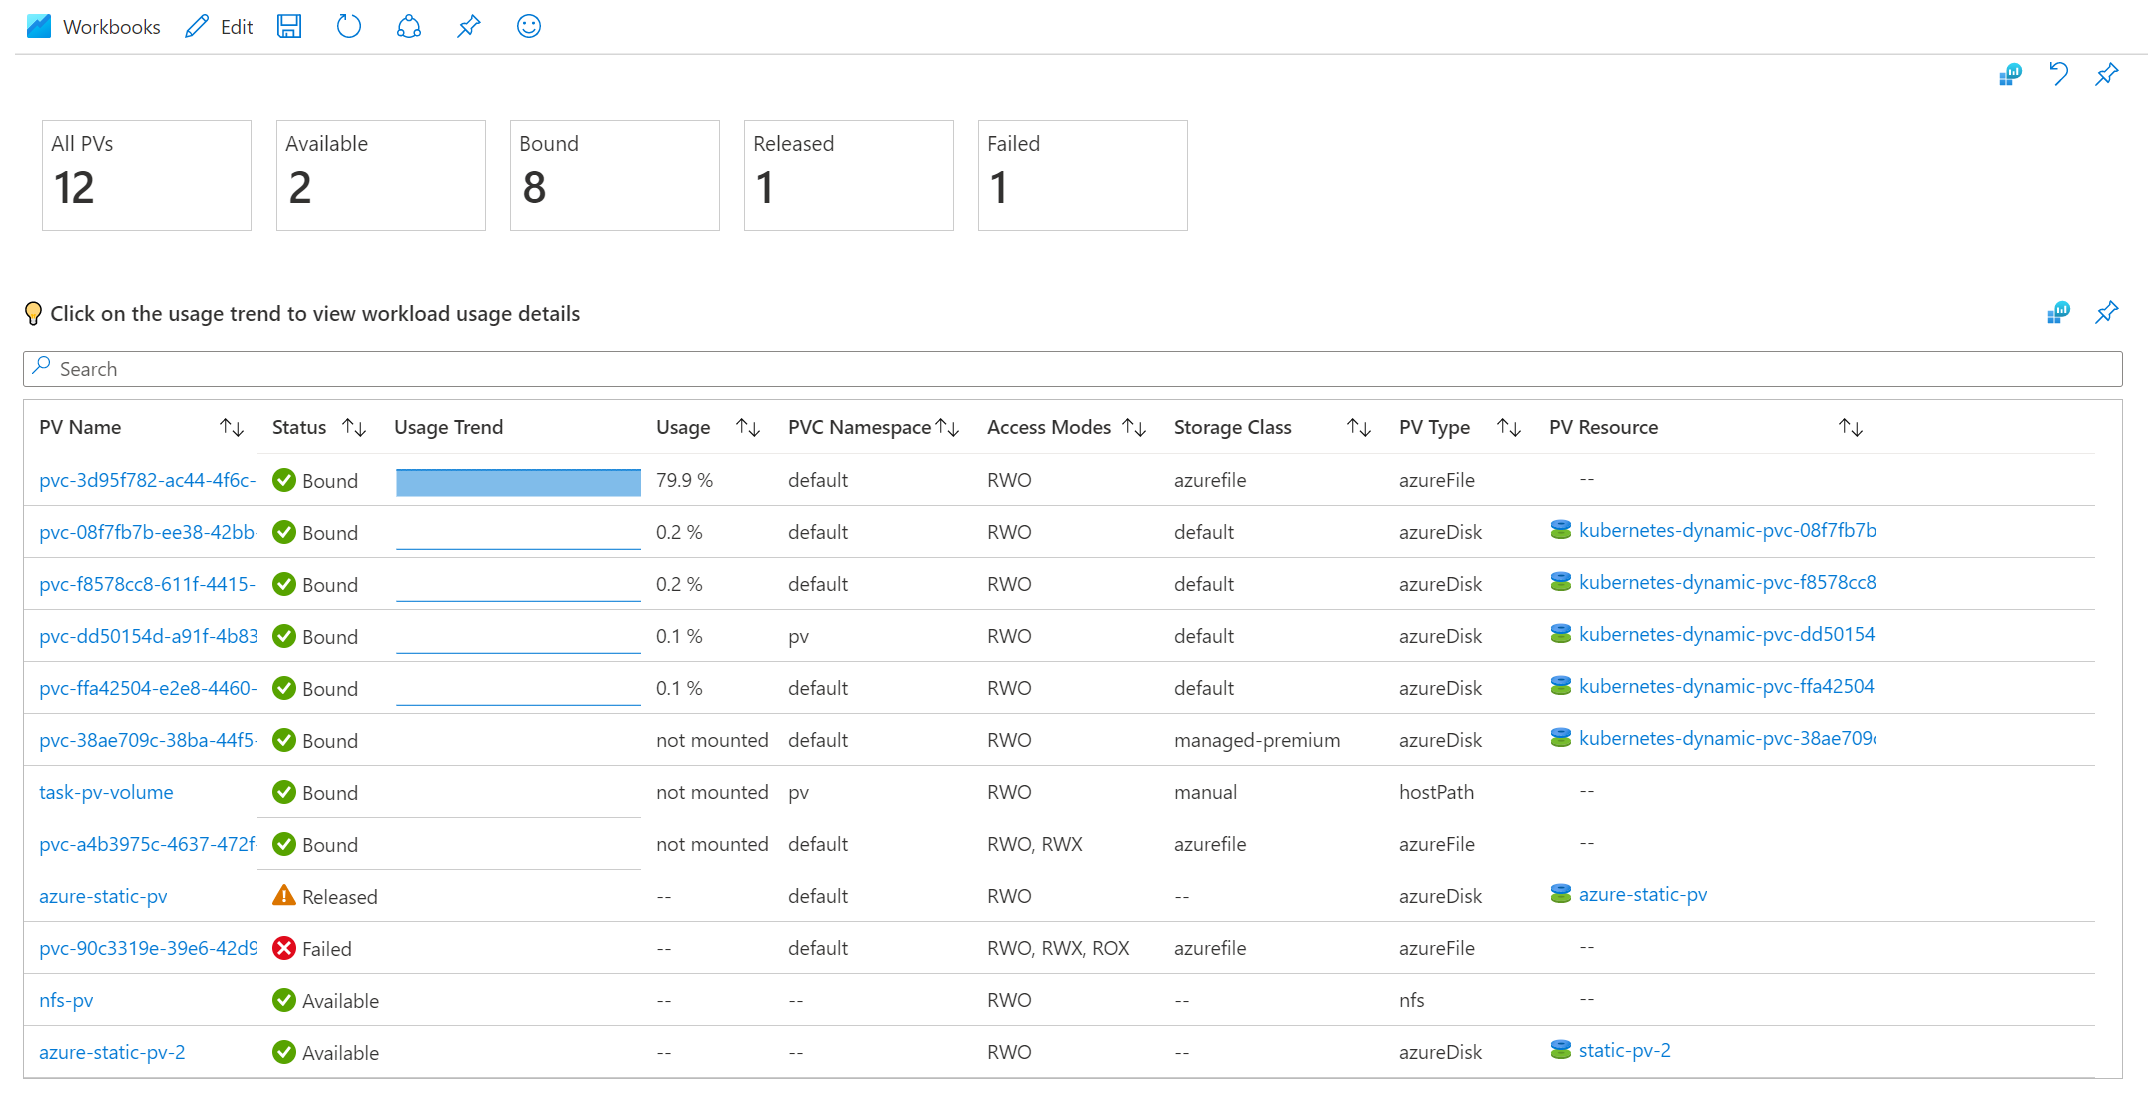 Workbooks Edit
All PVs Available Bound Released Failed
12 2 8 1 1
Click on the usage trend to view workload usage details
Search
PV Name Status Usage Trend Usage PVC Namespace Access Modes Storage Class PV Type PV Resource
pvc-3d95f782-ac44-4f6c- Bound 79.9 % default RWO azurefile azureFile --
pvc-08f7fb7b-ee38-42bb- Bound 0.2 % default RWO default azureDisk kubernetes-dynamic-pvc-08f7fb7b
pvc-f8578cc8-611f-4415- Bound 0.2 % default RWO default azureDisk kubernetes-dynamic-pvc-f8578cc8
pvc-dd50154d-a91f-4b83 Bound 0.1 % pv RWO default azureDisk kubernetes-dynamic-pvc-dd50154
pvc-ffa42504-e2e8-4460- Bound 0.1 % default RWO default azureDisk kubernetes-dynamic-pvc-ffa42504
pvc-38ae709c-38ba-44f5- Bound not mounted default RWO managed-premium azureDisk kubernetes-dynamic-pvc-38ae709c
task-pv-volume Bound not mounted pv RWO manual hostPath --
pvc-a4b3975c-4637-472f- Bound not mounted default RWO, RWX azurefile azureFile --
azure-static-pv Released -- default RWO -- azureDisk azure-static-pv
pvc-90c3319e-39e6-42d9 Failed -- default RWO, RWX, ROX azurefile azureFile --
nfs-pv Available -- -- RWO -- nfs --
azure-static-pv-2 Available -- -- RWO -- azureDisk static-pv-2